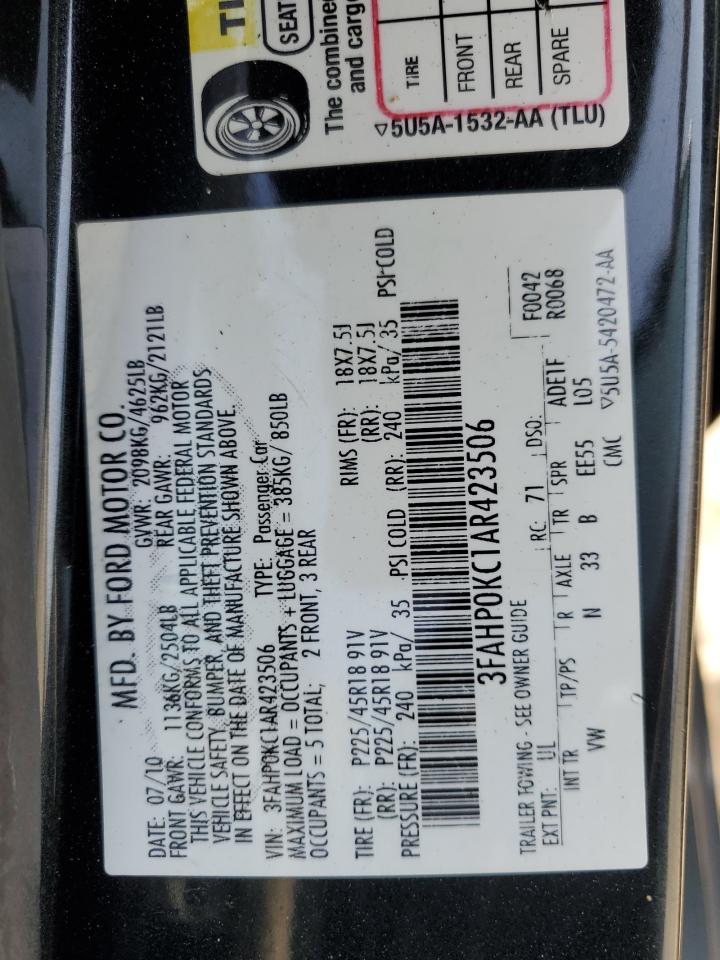 TI
SEAT
The combine
and carg
TIRE
FRONT
REAR
SPARE
▽5U5A-1532-AA (TLU)
MFD. BY FORD MOTOR CO.
DATE: 07/10 GVWR: 2098KG/4625LB
FRONT GAWR: 1136KG/2504LB REAR GAWR: 962KG/2121LB
THIS VEHICLE CONFORMS TO ALL APPLICABLE FEDERAL MOTOR
VEHICLE SAFETY, BUMPER, AND THEFT PREVENTION STANDARDS
IN EFFECT ON THE DATE OF MANUFACTURE SHOWN ABOVE.
VIN: 3FAHP0KC1AR423506 TYPE: Passenger Car
MAXIMUM LOAD = OCCUPANTS + LUGGAGE = 385KG/ 850LB
OCCUPANTS = 5 TOTAL; 2 FRONT, 3 REAR
TIRE (FR): P225/45R18 91V RIMS (FR): 18X7.5J
(RR): P225/45R18 91V (RR): 18X7.5J
PRESSURE (FR): 240 kPa/ 35 PSI COLD (RR): 240 kPa/ 35 PSI-COLD
3FAHP0KC1AR423506
TRAILER TOWING - SEE OWNER GUIDE
EXT PNT: UL RC: 71 DSO: F0042
R0068
INT TR TP/PS R AXLE TR SPR ADE1F
VW N 33 B EE55 L05
CMC ▽5U5A-5420472-AA